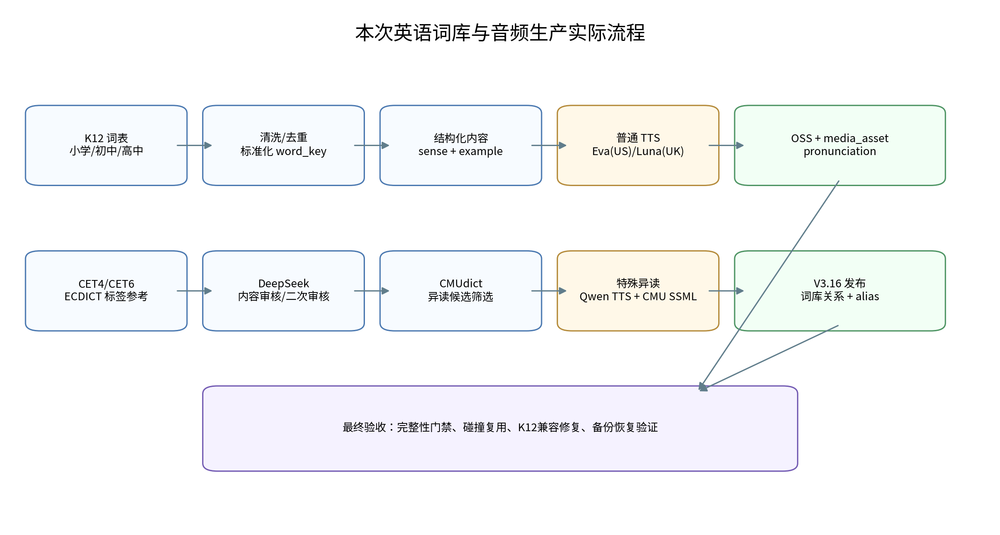 本次英语词库与音频生产实际流程
K12 词表
小学/初中/高中
清洗/去重
标准化 word_key
结构化内容
sense + example
普通 TTS
Eva(US)/Luna(UK)
OSS + media_asset
pronunciation
CET4/CET6
ECDICT 标签参考
DeepSeek
内容审核/二次审核
CMUdict
异读候选筛选
特殊异读
Qwen TTS + CMU SSML
V3.16 发布
词库关系 + alias
最终验收：完整性门禁、碰撞复用、K12兼容修复、备份恢复验证